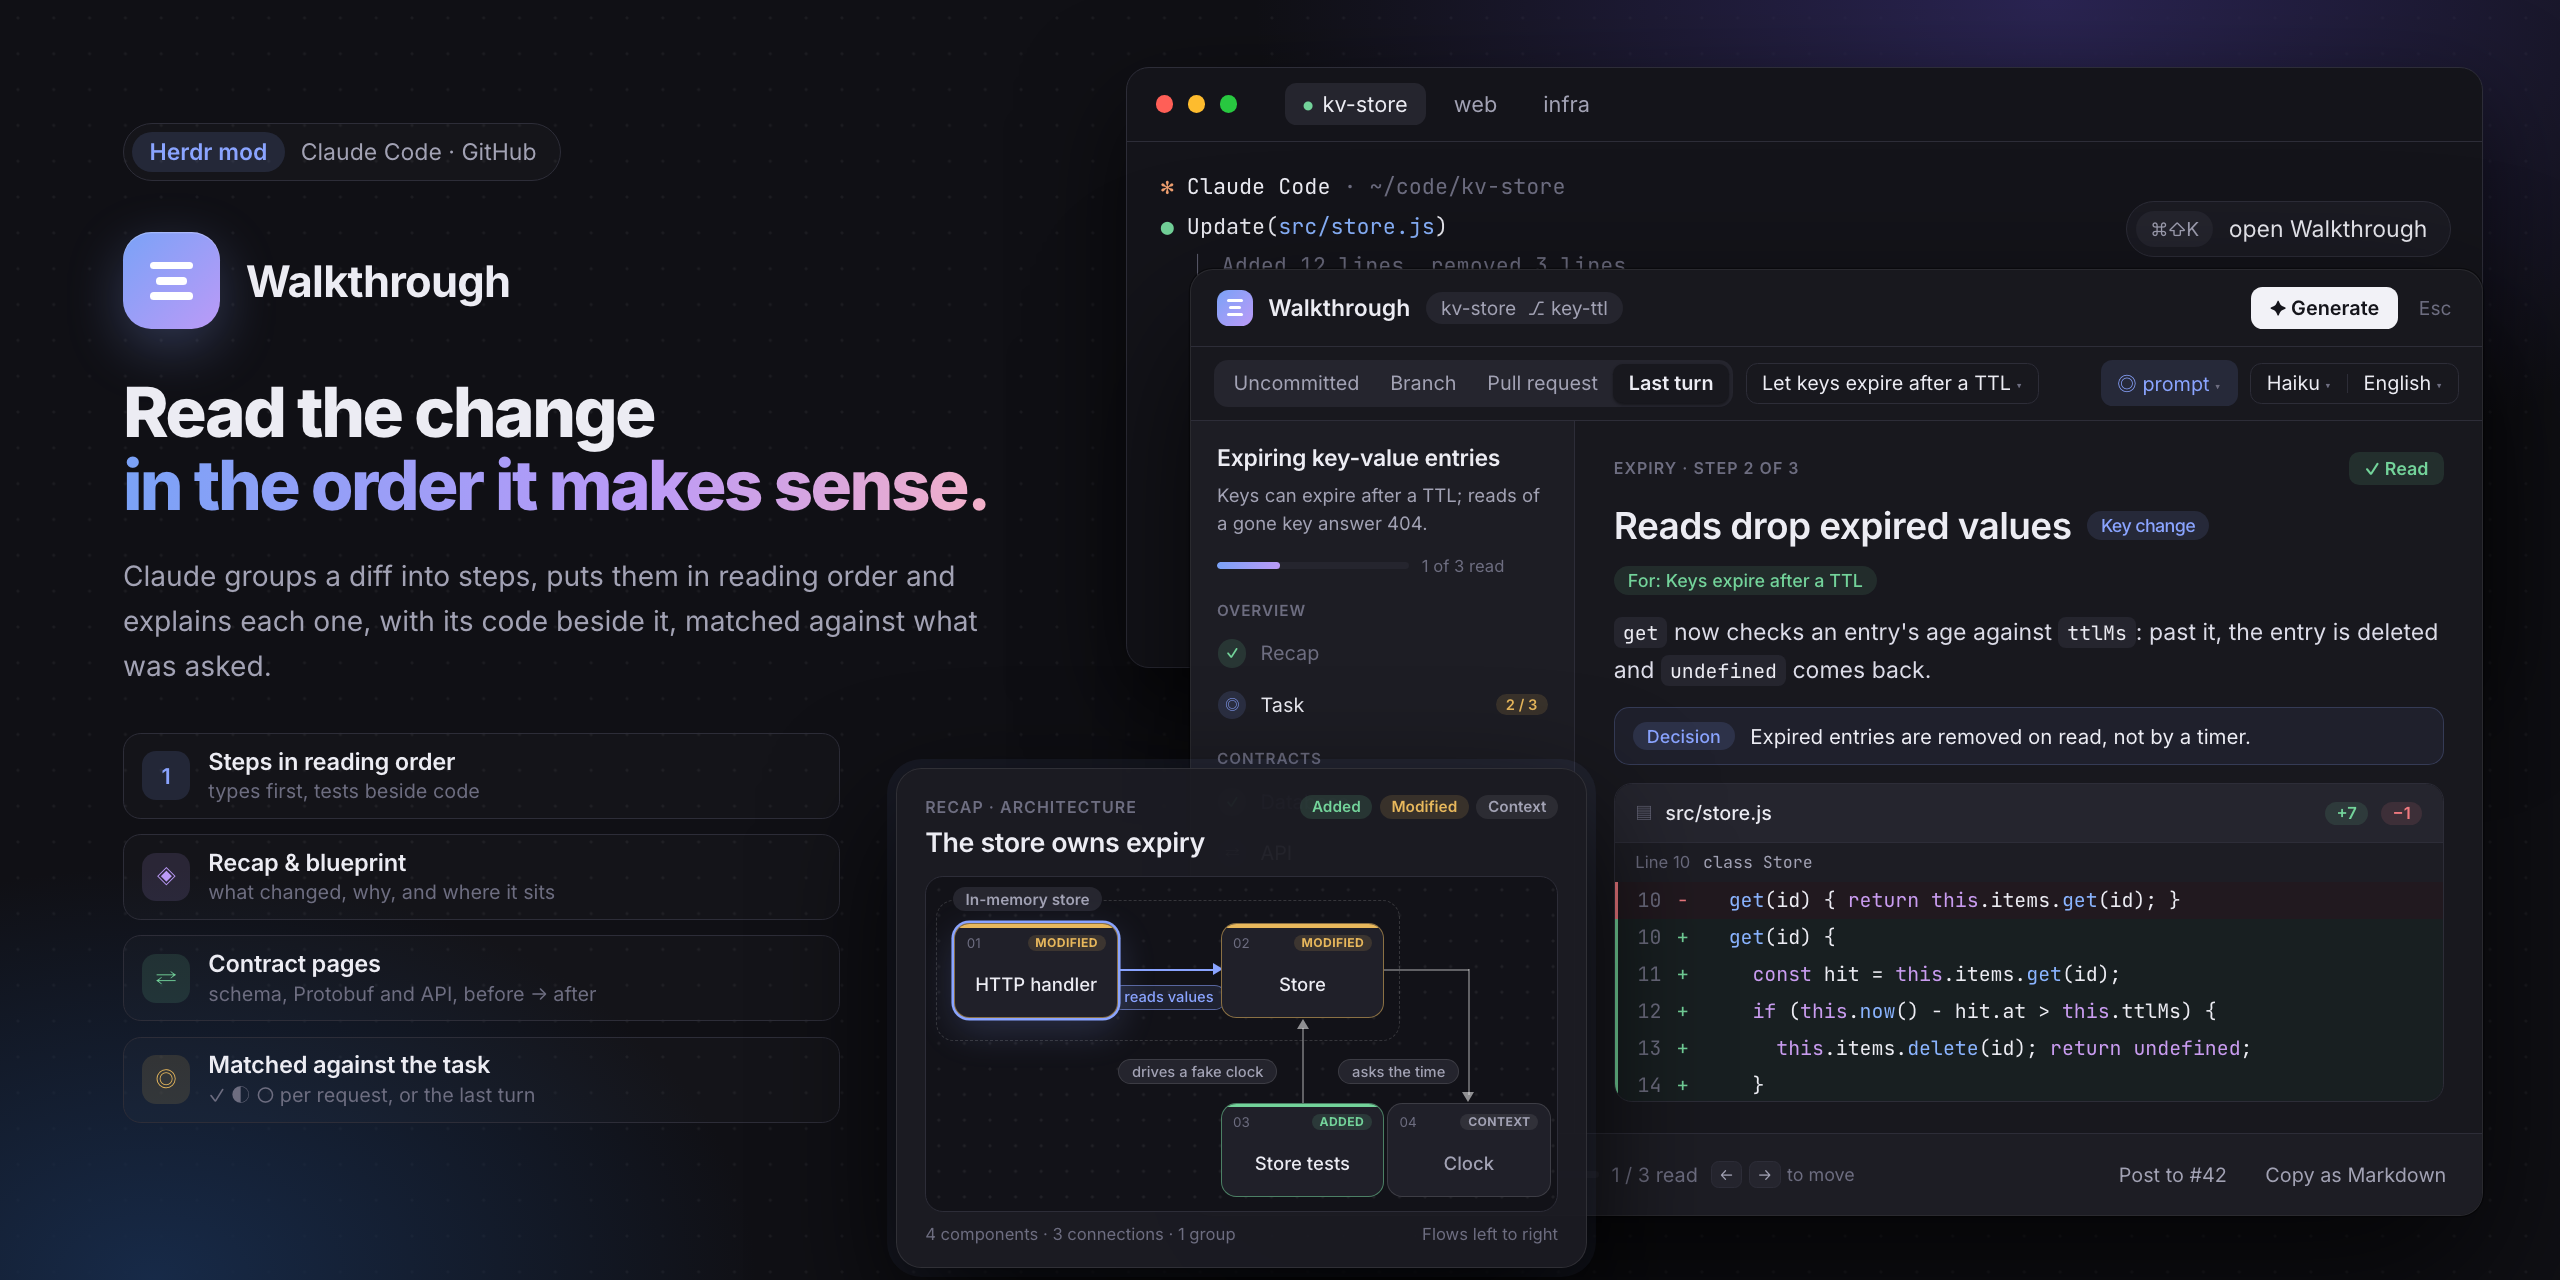 Herdr mod Claude Code · GitHub
Walkthrough
Read the change
in the order it makes sense.
Claude groups a diff into steps, puts them in reading order and
explains each one, with its code beside it, matched against what
was asked.
1 Steps in reading order
types first, tests beside code
Recap & blueprint
what changed, why, and where it sits
Contract pages
schema, Protobuf and API, before → after
Matched against the task
✓ ◐ ○ per request, or the last turn
kv-store web infra
✻ Claude Code · ~/code/kv-store
● Update(src/store.js)
Added 12 lines, removed 3 lines
⌘⇧K open Walkthrough
Walkthrough kv-store ⎇ key-ttl
✦ Generate Esc
Uncommitted Branch Pull request Last turn Let keys expire after a TTL
◎ prompt Haiku English
Expiring key-value entries
Keys can expire after a TTL; reads of
a gone key answer 404.
1 of 3 read
OVERVIEW
✓ Recap
◎ Task 2 / 3
CONTRACTS
EXPIRY · STEP 2 OF 3
✓ Read
Reads drop expired values Key change
For: Keys expire after a TTL
get now checks an entry's age against ttlMs: past it, the entry is deleted
and undefined comes back.
Decision Expired entries are removed on read, not by a timer.
src/store.js +7 −1
Line 10 class Store
10 - get(id) { return this.items.get(id); }
10 + get(id) {
11 + const hit = this.items.get(id);
12 + if (this.now() - hit.at > this.ttlMs) {
13 + this.items.delete(id); return undefined;
14 + }
1 / 3 read ← → to move
Post to #42 Copy as Markdown
RECAP · ARCHITECTURE Added Modified Context
The store owns expiry
API
In-memory store
01 MODIFIED
HTTP handler
reads values
02 MODIFIED
Store
drives a fake clock
asks the time
03 ADDED
Store tests
04 CONTEXT
Clock
4 components · 3 connections · 1 group
Flows left to right